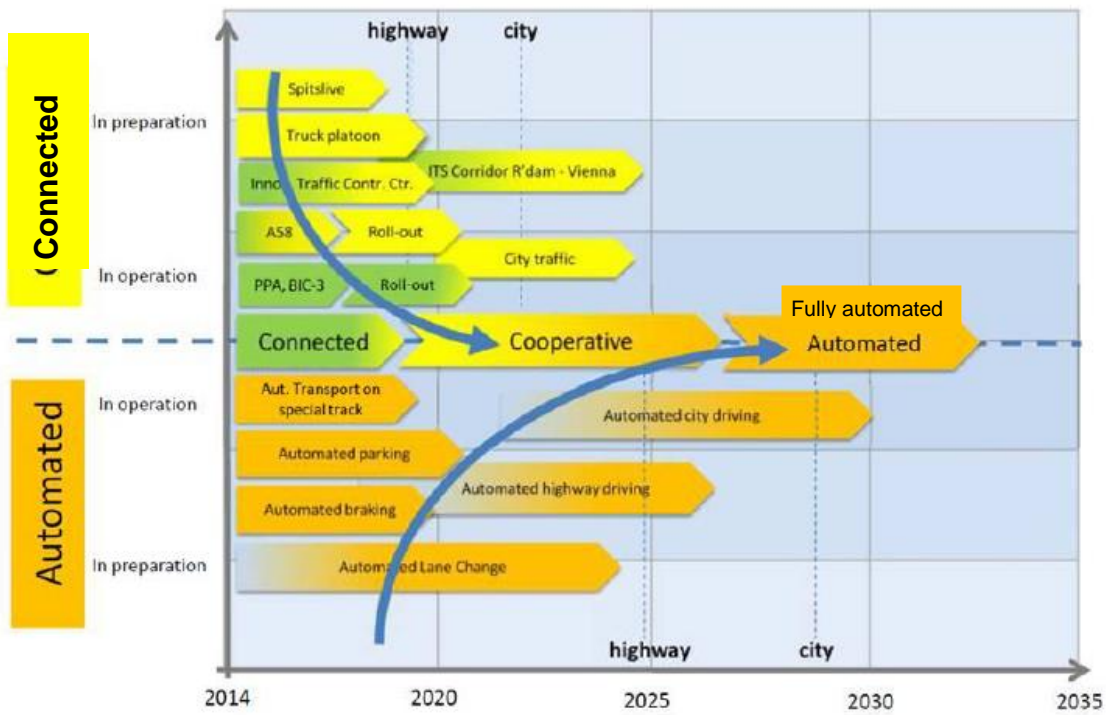 highway city
( Connected
In preparation
Spitslive
Truck platoon
Inno. Traffic Contr. Ctr.
ITS Corridor R'dam - Vienna
AS8
Roll-out
City traffic
In operation
PPA, BIC-3
Roll-out
Fully automated
Connected
Cooperative
Automated
Automated
In operation
Aut. Transport on
special track
Automated city driving
Automated parking
Automated highway driving
Automated braking
In preparation
Automated Lane Change
highway city
2014 2020 2025 2030 2035